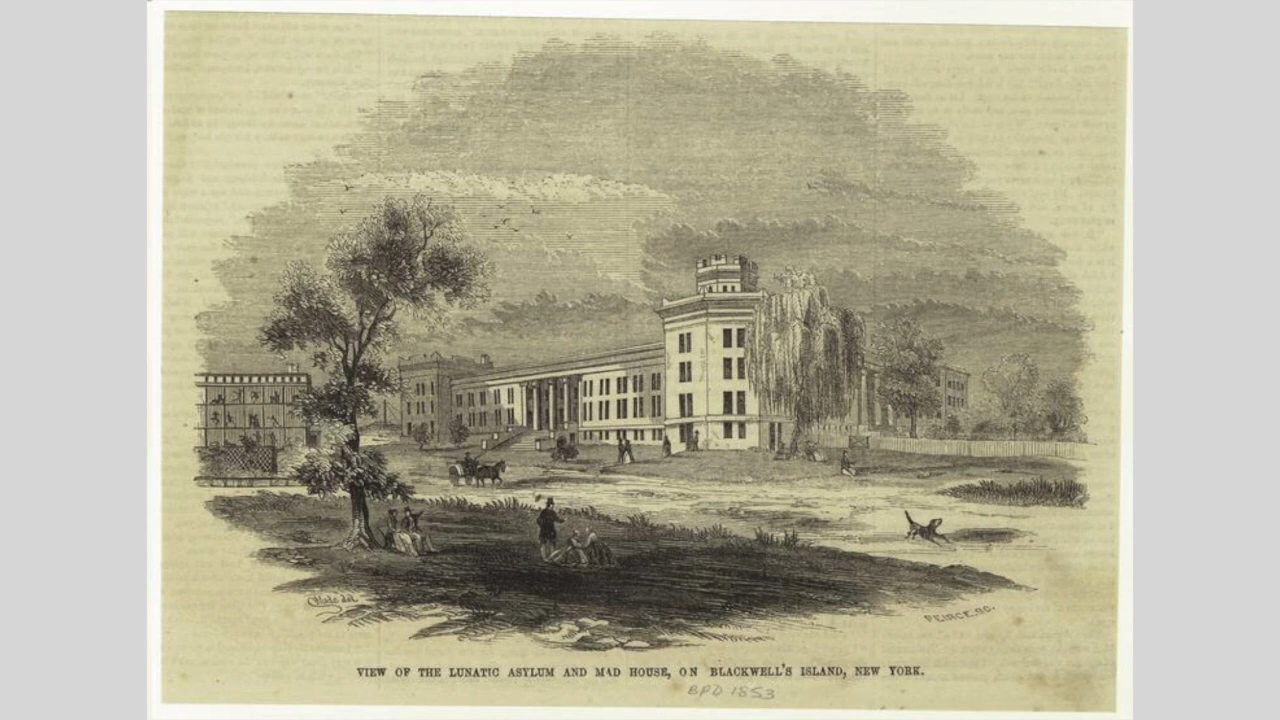 PEIRCE. SC.
VIEW OF THE LUNATIC ASYLUM AND MAD HOUSE, ON BLACKWELL'S ISLAND, NEW YORK.
BPD 1853